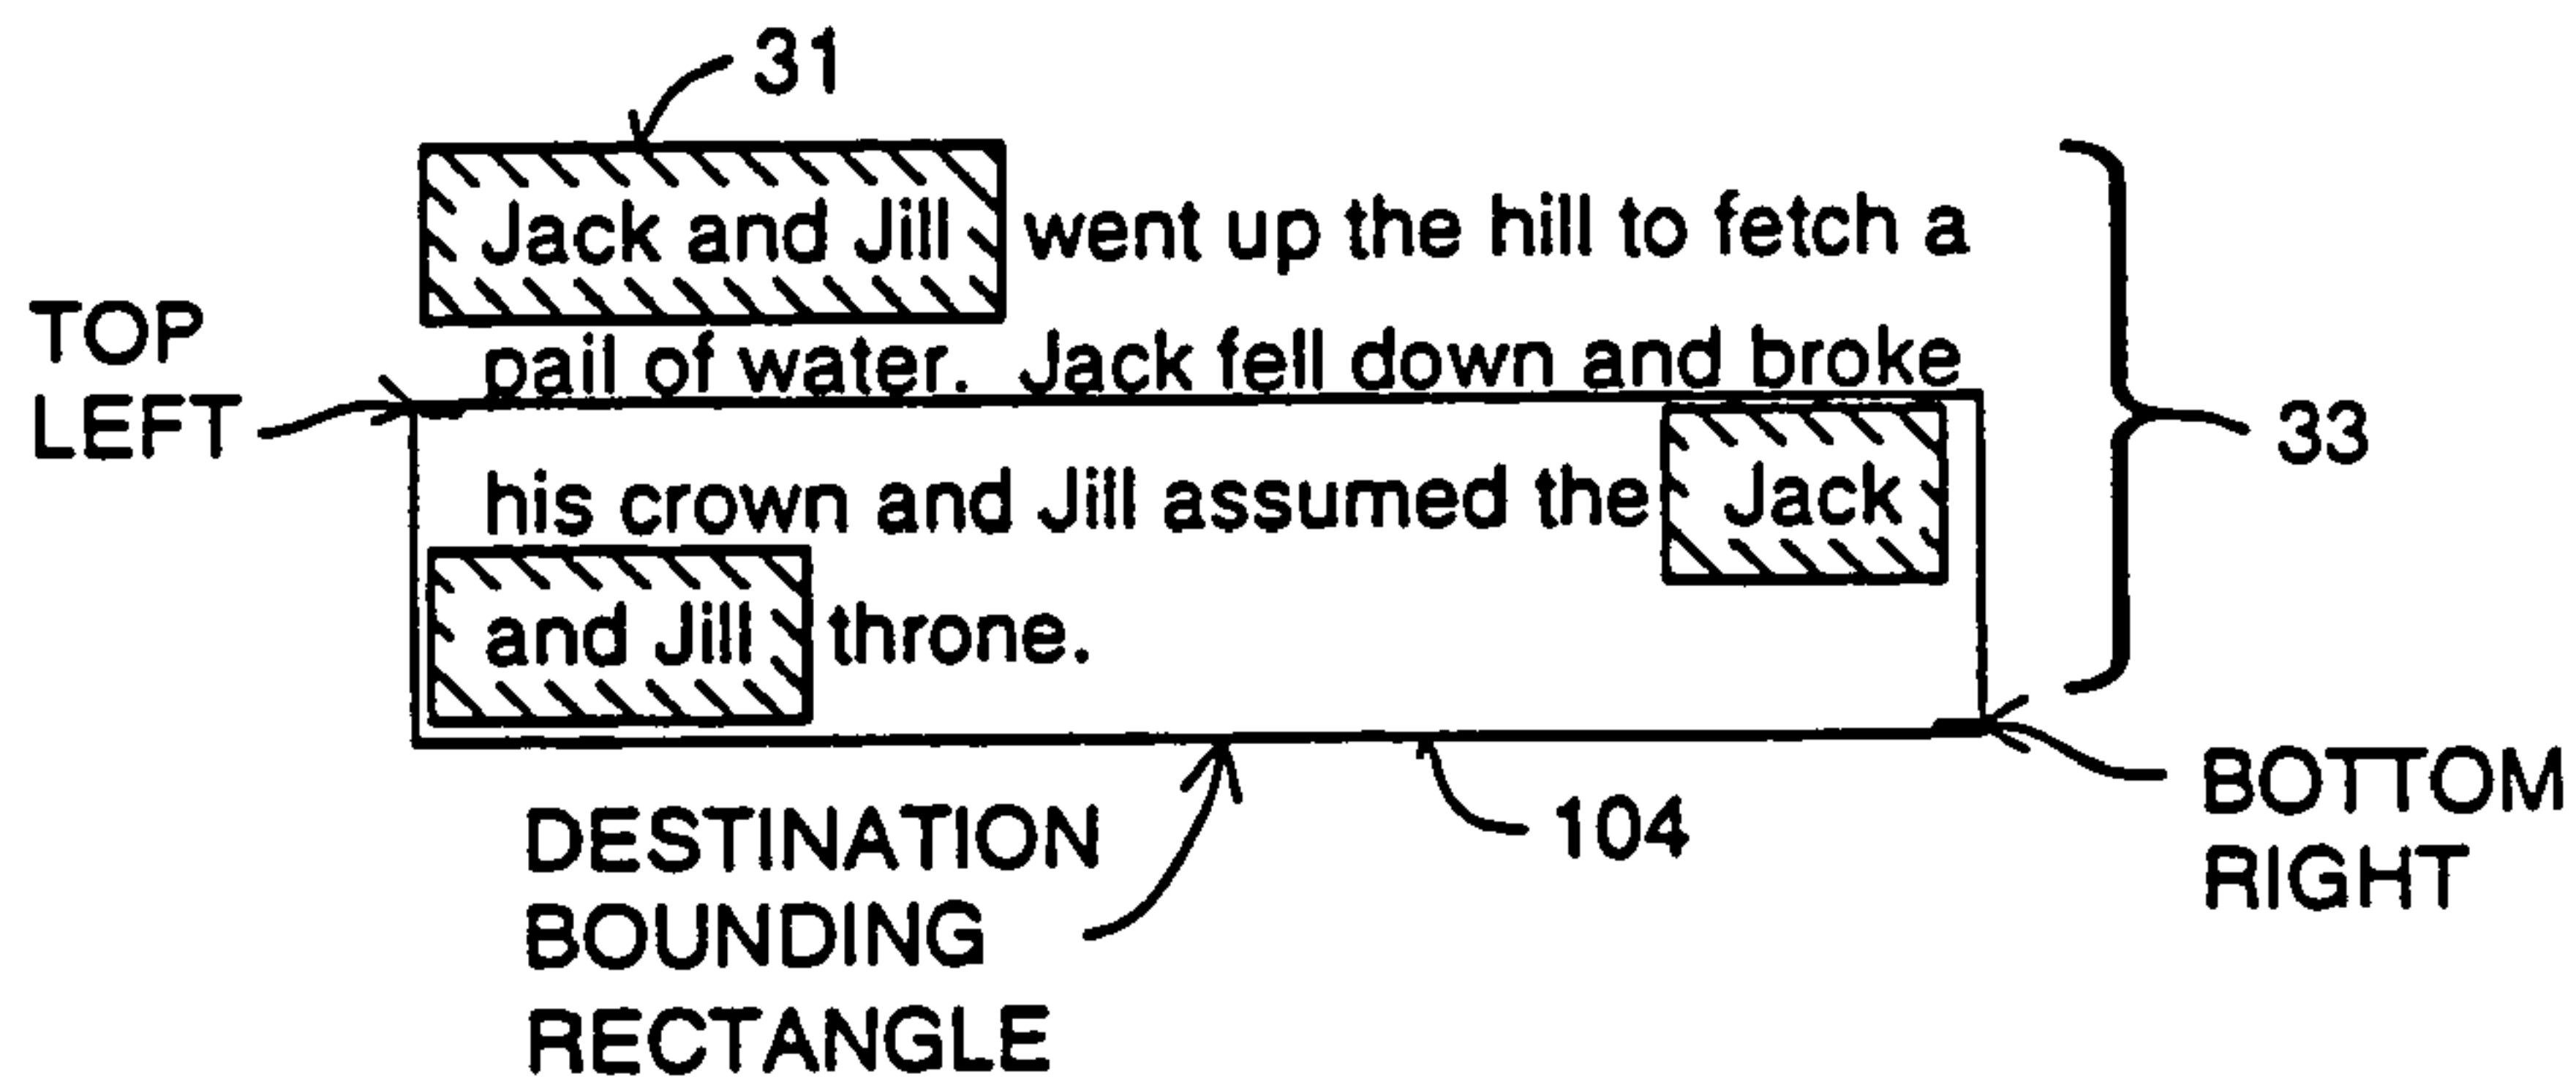 31
Jack and Jill went up the hill to fetch a
pail of water. Jack fell down and broke
his crown and Jill assumed the Jack
and Jill throne.
TOP
LEFT
33
BOTTOM
RIGHT
104
DESTINATION
BOUNDING
RECTANGLE